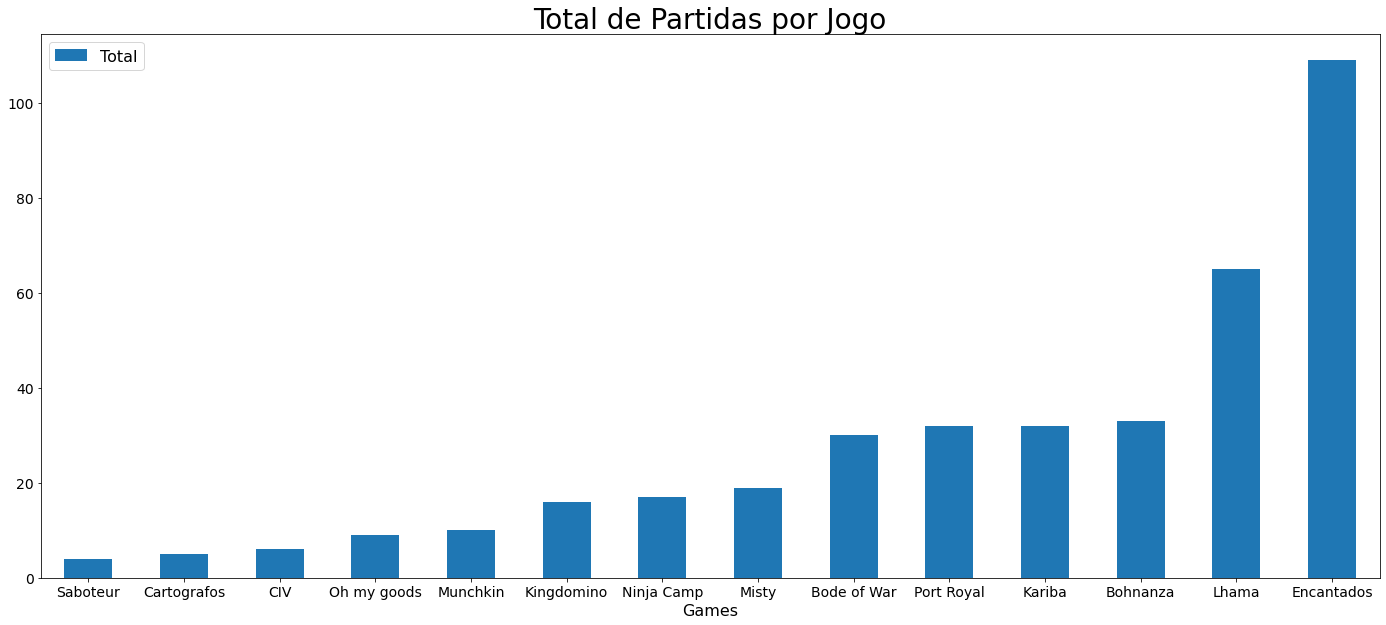 Total de Partidas por Jogo
Total
100
80
60
40
20
0
Saboteur Cartografos CIV Oh my goods Munchkin Kingdomino Ninja Camp Misty Bode of War Port Royal Kariba Bohnanza Lhama Encantados
Games